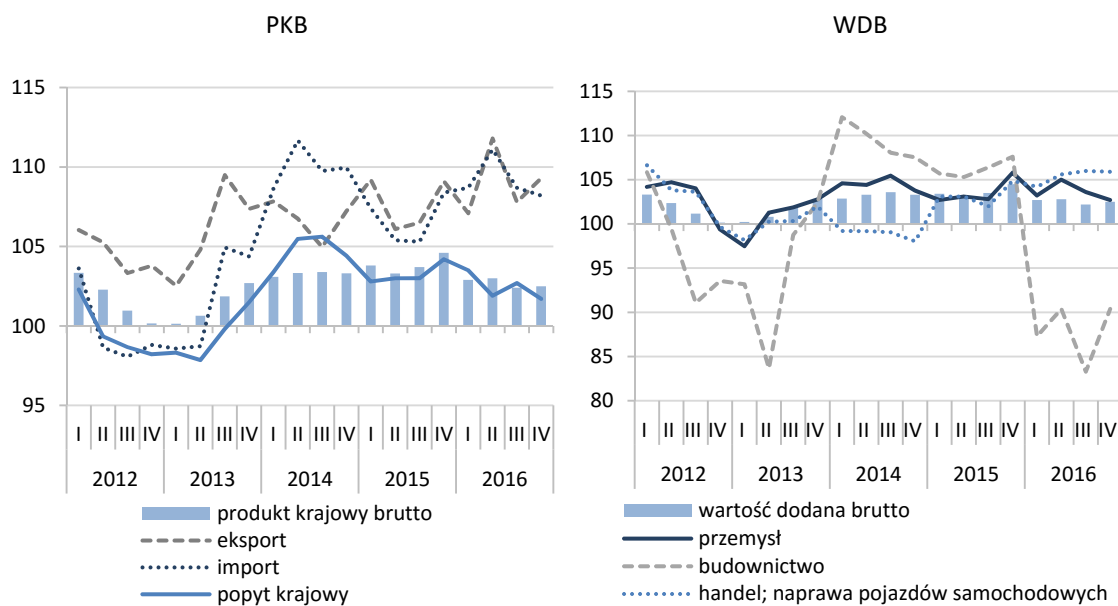 PKB
115
110
105
100
95
I II III IV I II III IV I II III IV I II III IV I II III IV
2012 2013 2014 2015 2016
produkt krajowy brutto
eksport
import
popyt krajowy
WDB
115
110
105
100
95
90
85
80
I II III IV I II III IV I II III IV I II III IV I II III IV
2012 2013 2014 2015 2016
wartość dodana brutto
przemysł
budownictwo
handel; naprawa pojazdów samochodowych